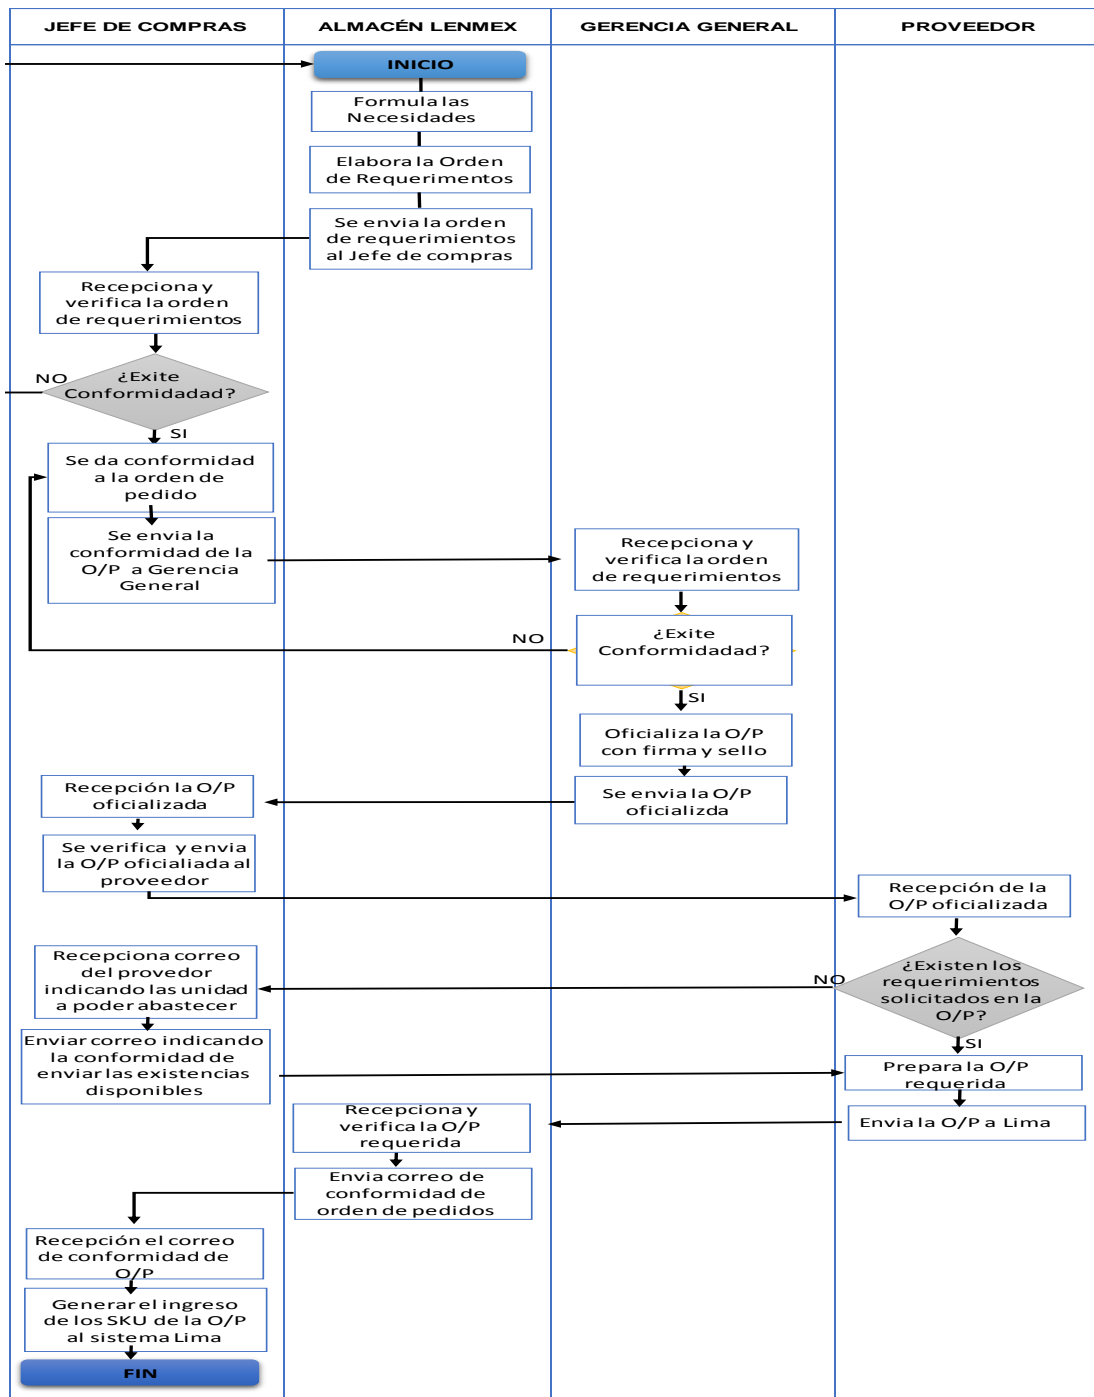 JEFE DE COMPRAS
ALMACÉN LENMEX
GERENCIA GENERAL
PROVEEDOR
INICIO
Formula las
Necesidades
Elabora la Orden
de Requerimentos
Se envia la orden
de requerimientos
al Jefe de compras
Recepciona y
verifica la orden
de requerimientos
NO
¿Exite
Conformidadad?
SI
Se da conformidad
a la orden de
pedido
Se envia la
conformidad de la
O/P a Gerencia
General
Recepciona y
verifica la orden
de requerimientos
NO
¿Exite
Conformidadad?
SI
Oficializa la O/P
con firma y sello
Se envia la O/P
oficializda
Recepción la O/P
oficializada
Se verifica y envia
la O/P oficialiada al
proveedor
Recepción de la
O/P oficializada
¿Existen los
requerimientos
solicitados en la
O/P?
NO
SI
Recepciona correo
del provedor
indicando las unidad
a poder abastecer
Enviar correo indicando
la conformidad de
enviar las existencias
disponibles
Prepara la O/P
requerida
Envia la O/P a Lima
Recepciona y
verifica la O/P
requerida
Envia correo de
conformidad de
orden de pedidos
Recepción el correo
de conformidad de
O/P
Generar el ingreso
de los SKU de la O/P
al sistema Lima
FIN